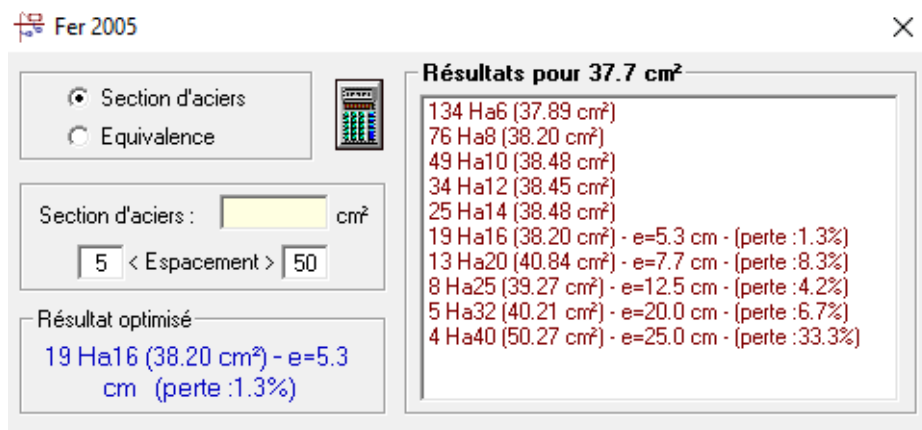 Fer 2005
Section d'aciers
Equivalence
Section d'aciers :
cm²
5 < Espacement > 50
Résultat optimisé
19 Ha16 (38.20 cm²) - e=5.3
cm (perte :1.3%)
Résultats pour 37.7 cm²
134 Ha6 (37.89 cm²)
76 Ha8 (38.20 cm²)
49 Ha10 (38.48 cm²)
34 Ha12 (38.45 cm²)
25 Ha14 (38.48 cm²)
19 Ha16 (38.20 cm²) - e=5.3 cm - (perte :1.3%)
13 Ha20 (40.84 cm²) - e=7.7 cm - (perte :8.3%)
8 Ha25 (39.27 cm²) - e=12.5 cm - (perte :4.2%)
5 Ha32 (40.21 cm²) - e=20.0 cm - (perte :6.7%)
4 Ha40 (50.27 cm²) - e=25.0 cm - (perte :33.3%)